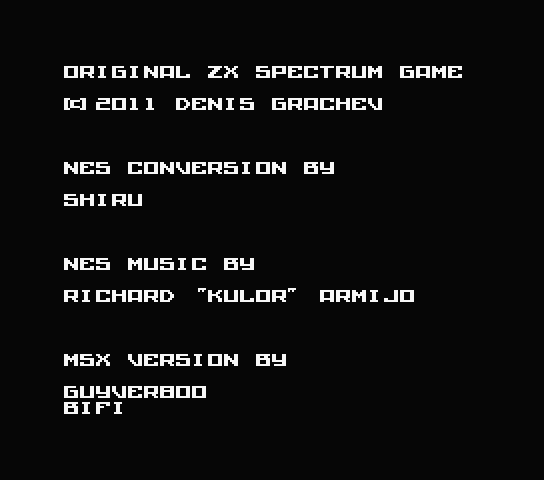 ORIGINAL ZX SPECTRUM GAME
(C) 2011 DENIS GRACHEV
NES CONVERSION BY
SHIRU
NES MUSIC BY
RICHARD "KULOR" ARMIJO
MSX VERSION BY
GUYVER800
BIFI